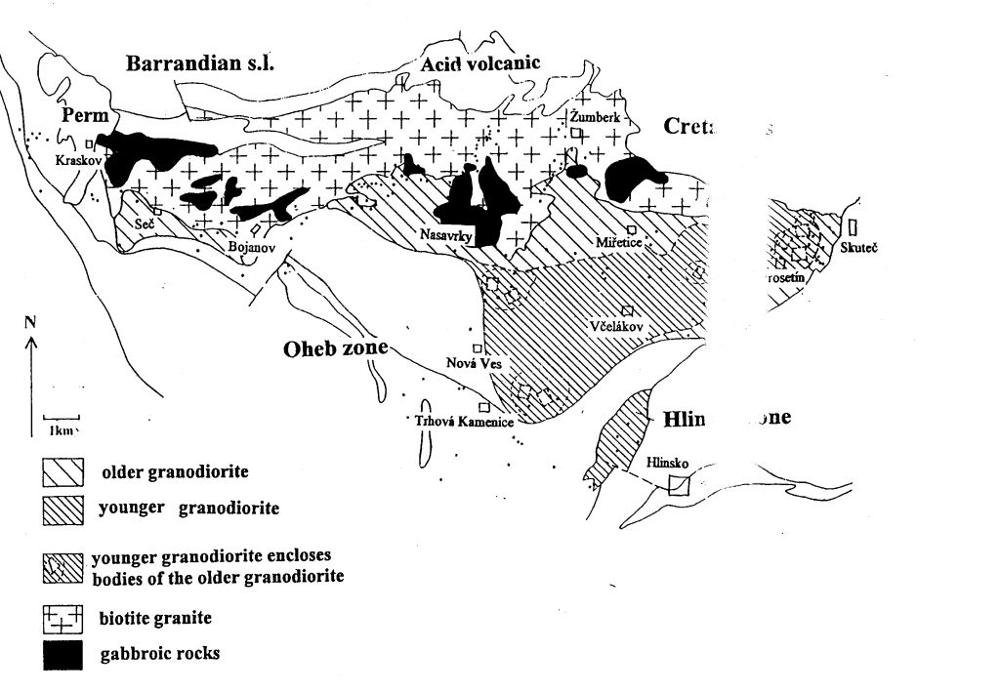 Barrandian s.l.
Acid volcanic
Perm
Žumberk
Kraskov
Seč
Bojanov
Nasavrky
Miřetice
Skuteč
Včelákov
N
Oheb zone
Nová Ves
1km
Trhová Kamenice
Hlinsko
older granodiorite
younger granodiorite
younger granodiorite encloses
bodies of the older granodiorite
biotite granite
gabbroic rocks